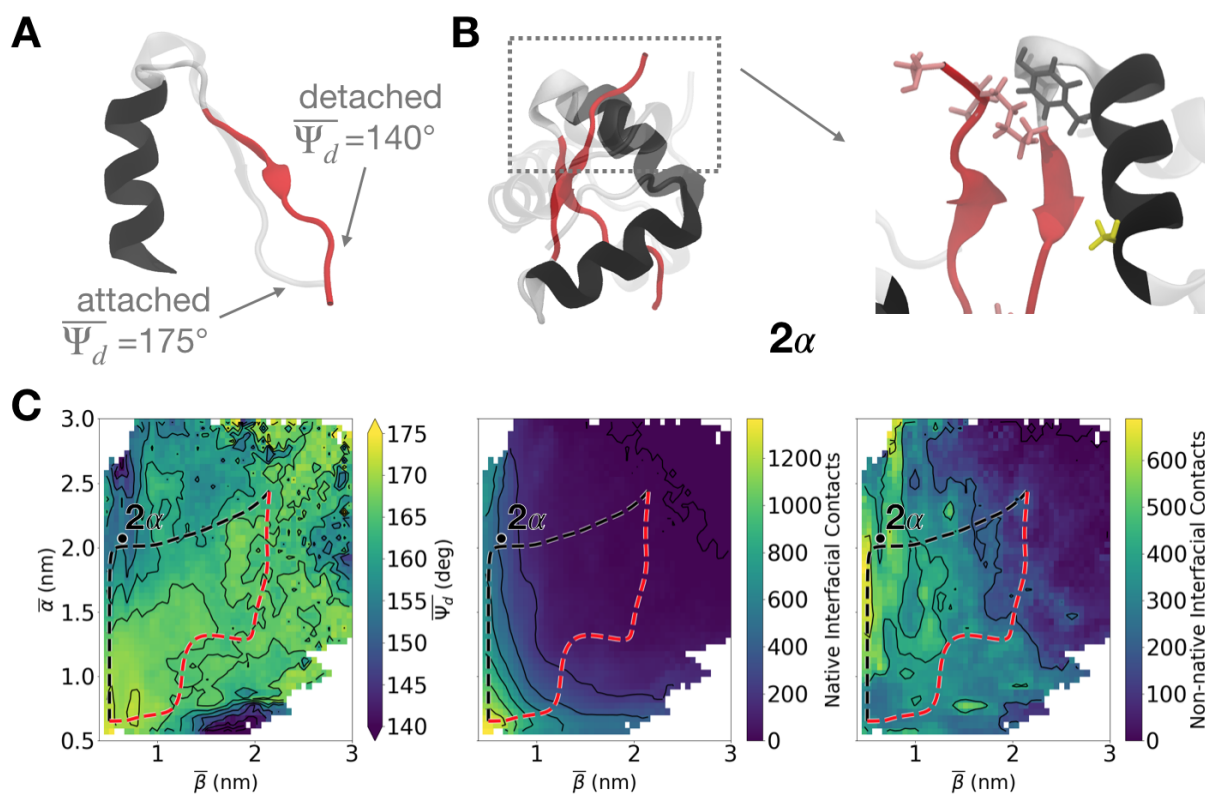 A
B
detached
Ψ_d =140°
attached
Ψ_d =175°
2α
C
3.0
2.5
2.0
1.5
1.0
0.5
ᾱ (nm)
2α
1
2
3
β̄ (nm)
175
170
165
160
155
150
145
140
Ψ_d (deg)
2α
1
2
3
β̄ (nm)
1200
1000
800
600
400
200
0
Native Interfacial Contacts
2α
1
2
3
β̄ (nm)
600
500
400
300
200
100
0
Non-native Interfacial Contacts